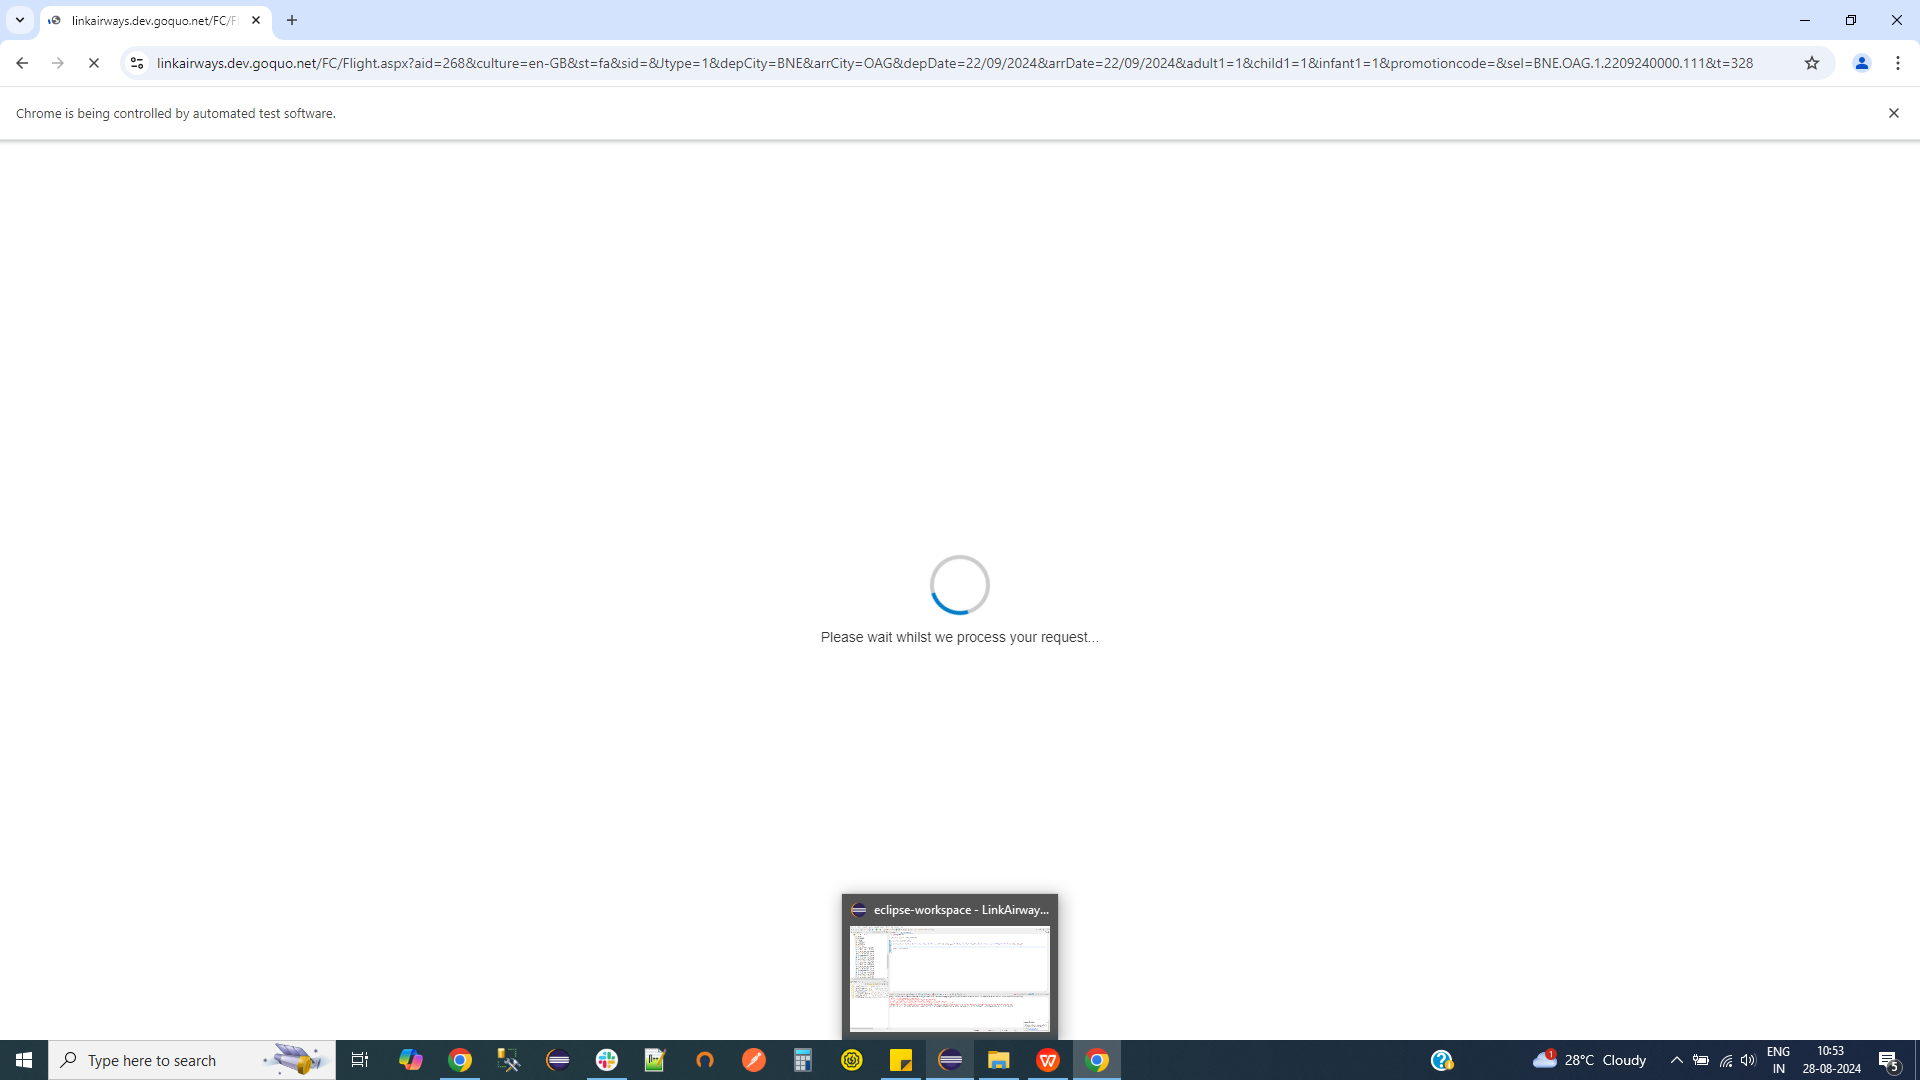 linkairways.dev.goquo.net/FC/Fl
linkairways.dev.goquo.net/FC/Flight.aspx?aid=268&culture=en-GB&st=fa&sid=&Jtype=1&depCity=BNE&arrCity=OAG&depDate=22/09/2024&arrDate=22/09/2024&adult1=1&child1=1&infant1=1&promotioncode=&sel=BNE.OAG.1.2209240000.111&t=328
Chrome is being controlled by automated test software.
Please wait whilst we process your request...
eclipse-workspace - LinkAirway...
Type here to search
1
28°C Cloudy
ENG
IN
10:53
28-08-2024
5